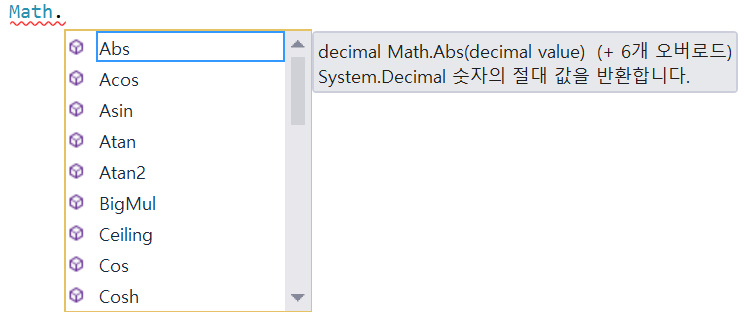 Math.
Abs
decimal Math.Abs(decimal value) (+ 6개 오버로드)
System.Decimal 숫자의 절대 값을 반환합니다.
Acos
Asin
Atan
Atan2
BigMul
Ceiling
Cos
Cosh